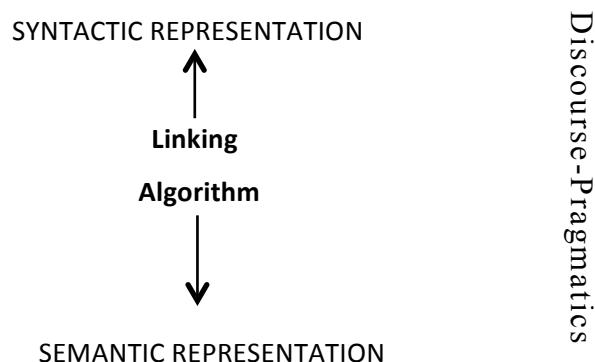 SYNTACTIC REPRESENTATION
Linking
Algorithm
SEMANTIC REPRESENTATION
Discourse-Pragmatics